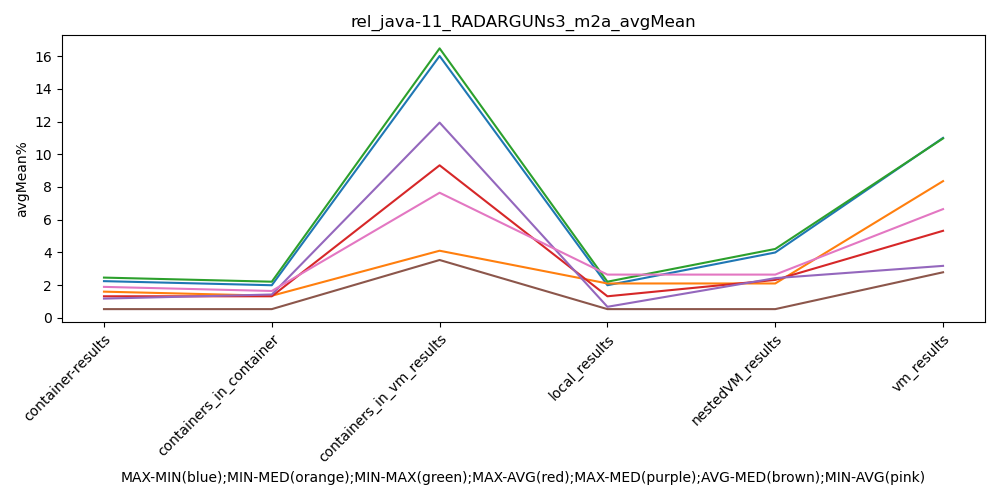 rel_java-11_RADARGUNs3_m2a_avgMean
avgMean%
16
14
12
10
8
6
4
2
0
container-results
containers_in_container
containers_in_vm_results
local_results
nestedVM_results
vm_results
MAX-MIN(blue);MIN-MED(orange);MIN-MAX(green);MAX-AVG(red);MAX-MED(purple);AVG-MED(brown);MIN-AVG(pink)